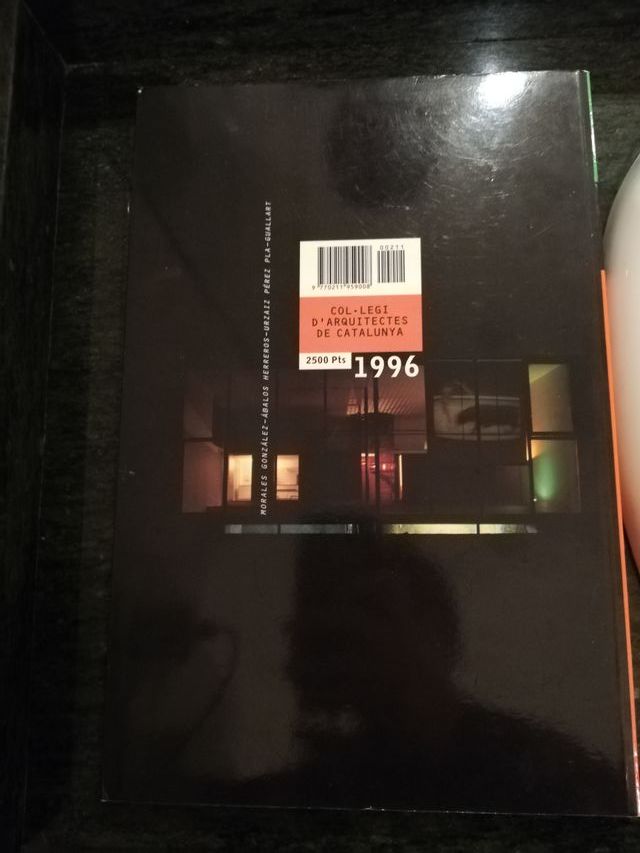 MORALES GONZÁLEZ-ÁBALOS HERREROS-URZAIZ PÉREZ PLA-GUALLART
00211
9 770211 959008
COL·LEGI
D'ARQUITECTES
DE CATALUNYA
2500 Pts
1996